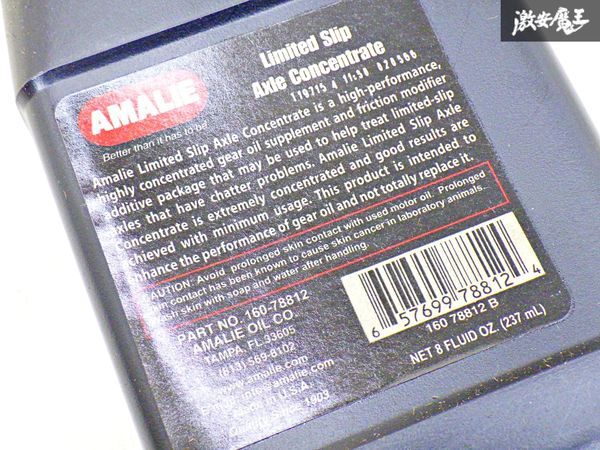 激安魔王
AMALIE
Better than it has to be
Limited Slip
Axle Concentrate
Amalie Limited Slip Axle Concentrate is a high-performance,
highly concentrated gear oil supplement and friction modifier
additive package that may be used to help treat limited-slip
axles that have chatter problems. Amalie Limited Slip Axle
Concentrate is extremely concentrated and good results are
achieved with minimum usage. This product is intended to
enhance the performance of gear oil and not totally replace it.
CAUTION: Avoid prolonged skin contact with used motor oil. Prolonged
contact has been known to cause skin cancer in laboratory animals.
skin with soap and water after handling.
PART NO. 160-78812
AMALIE OIL CO.
TAMPA, FL 33605
(813)
www.amalie.com
U.S.A.
1903
6 57699 78812 4
160 78812 B
NET 8 FLUID OZ. (237 mL)